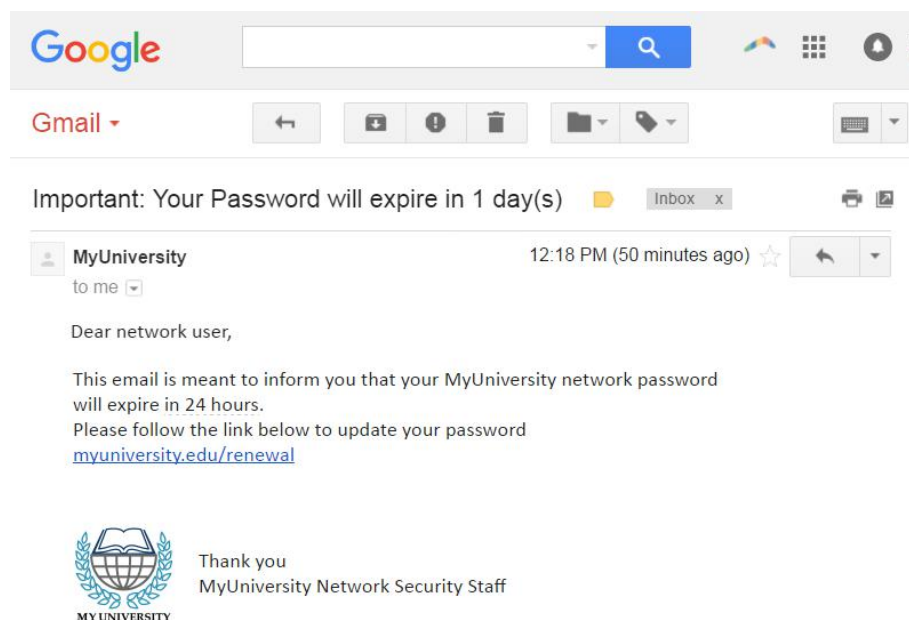 Google
Gmail
Important: Your Password will expire in 1 day(s) Inbox x
MyUniversity 12:18 PM (50 minutes ago)
to me
Dear network user,
This email is meant to inform you that your MyUniversity network password
will expire in 24 hours.
Please follow the link below to update your password
myuniversity.edu/renewal
Thank you
MyUniversity Network Security Staff
MY UNIVERSITY